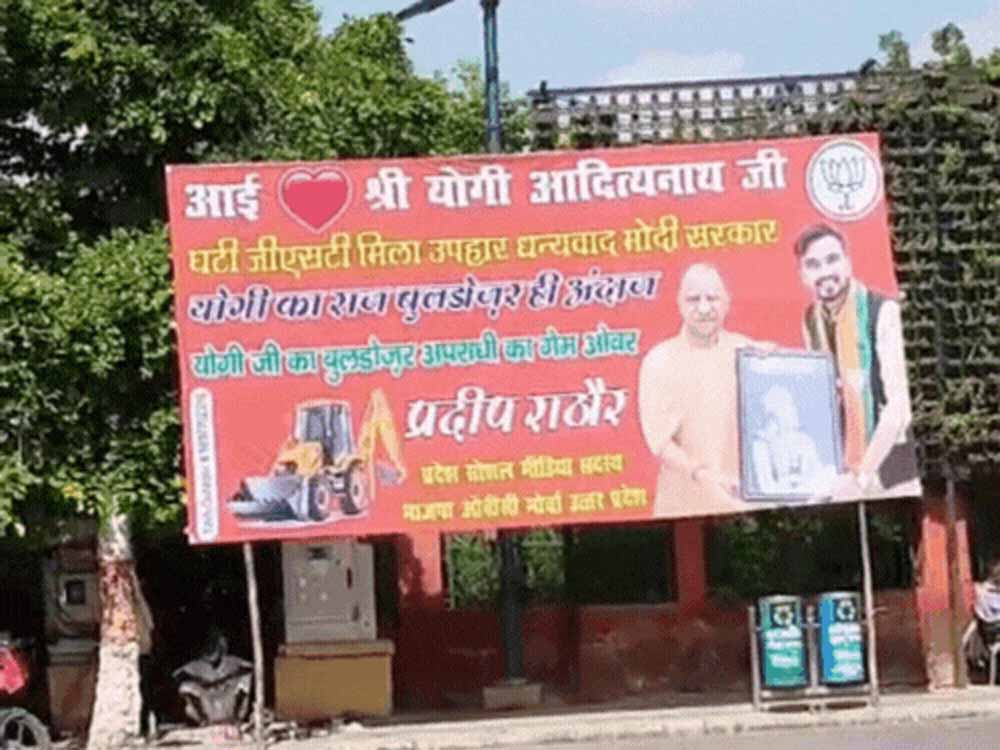 आई ❤ श्री योगी आदित्यनाथ जी
घटी जीएसटी मिला उपहार धन्यवाद मोदी सरकार
योगी का राज बुलडोज़र ही अंदाज
योगी जी का बुलडोज़र अपराधी का गेम ओवर
प्रदीप राठौर
प्रदेश सोशल मीडिया सदस्य
भाजपा ओबीसी मोर्चा उत्तर प्रदेश